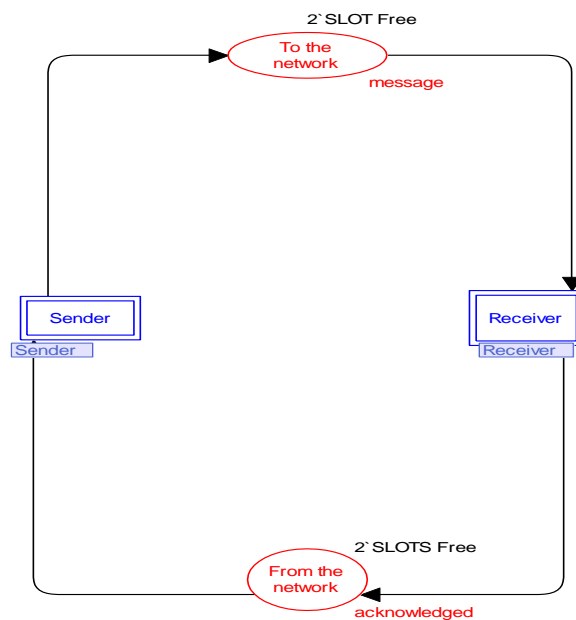 2`SLOT Free
To the
network
message
Sender
Sender
Receiver
Receiver
2`SLOTS Free
From the
network
acknowledged